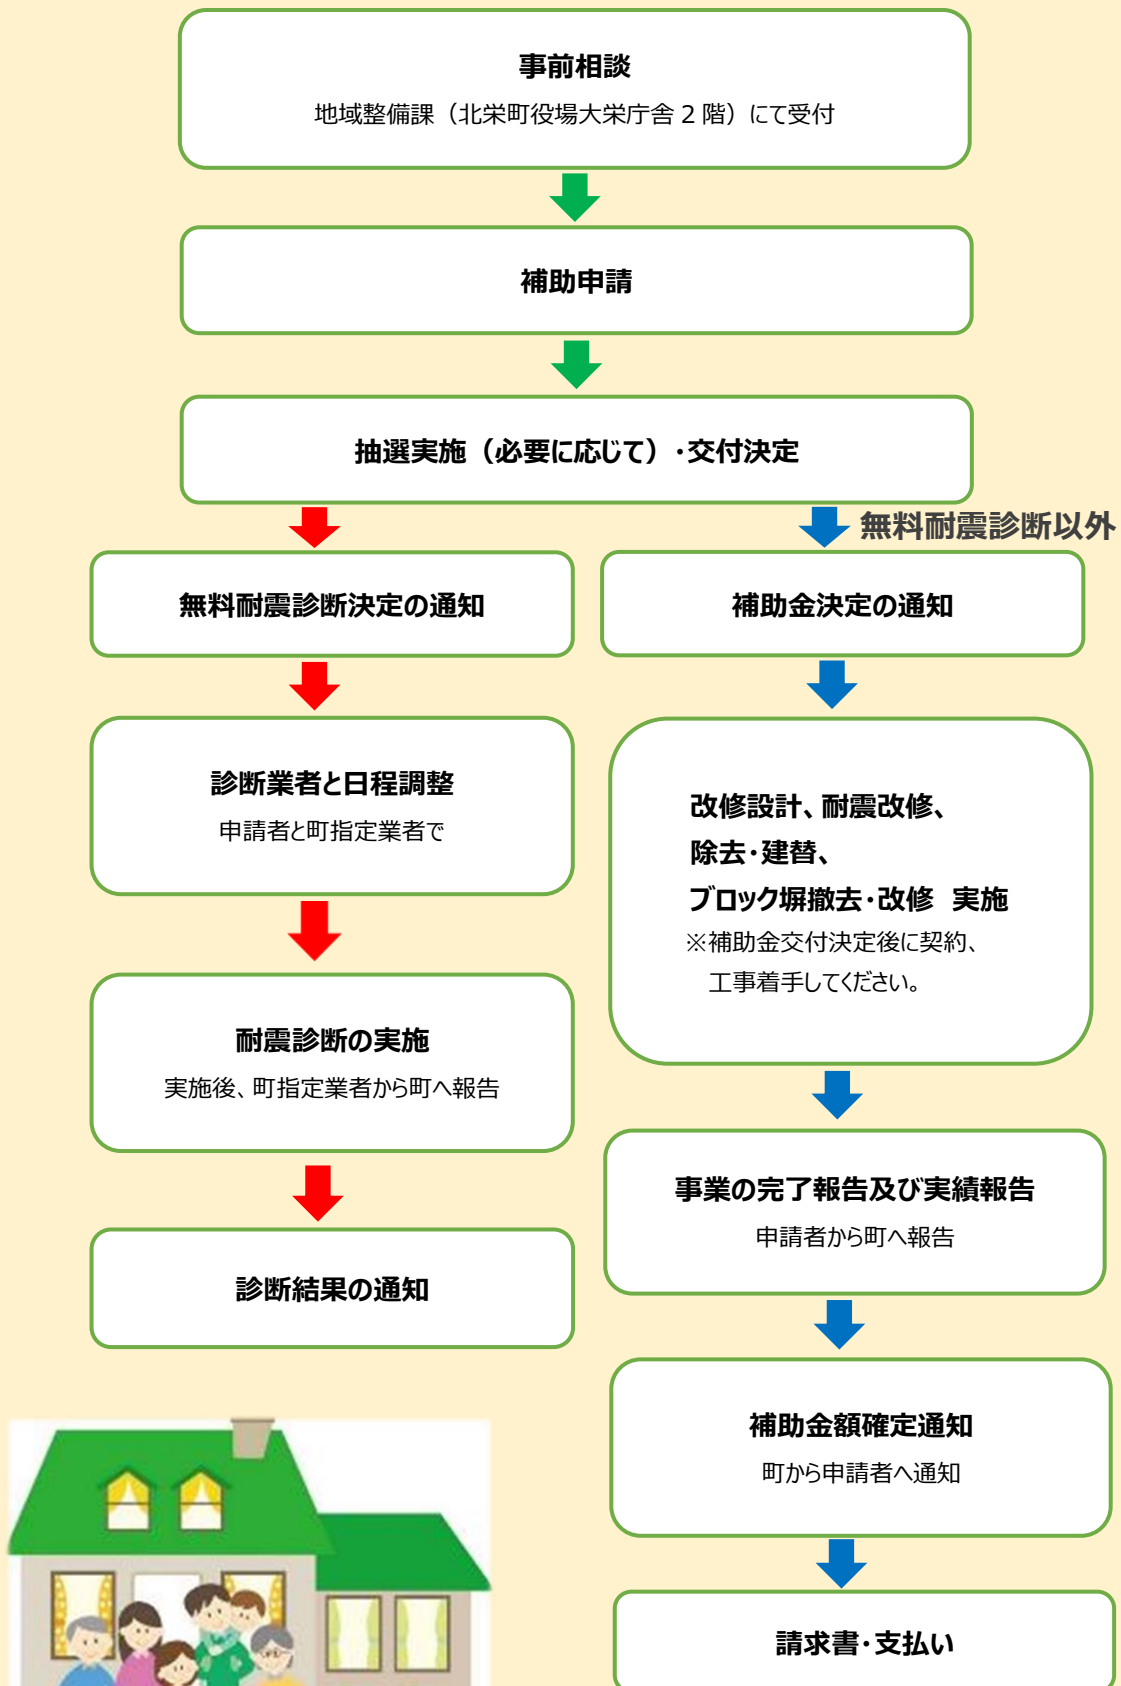 事前相談
地域整備課（北栄町役場大栄庁舎２階）にて受付
補助申請
抽選実施（必要に応じて）・交付決定
無料耐震診断以外
無料耐震診断決定の通知
補助金決定の通知
診断業者と日程調整
申請者と町指定業者で
改修設計、耐震改修、
除去・建替、
ブロック塀撤去・改修　実施
※補助金交付決定後に契約、
工事着手してください。
耐震診断の実施
実施後、町指定業者から町へ報告
事業の完了報告及び実績報告
申請者から町へ報告
診断結果の通知
補助金額確定通知
町から申請者へ通知
請求書・支払い